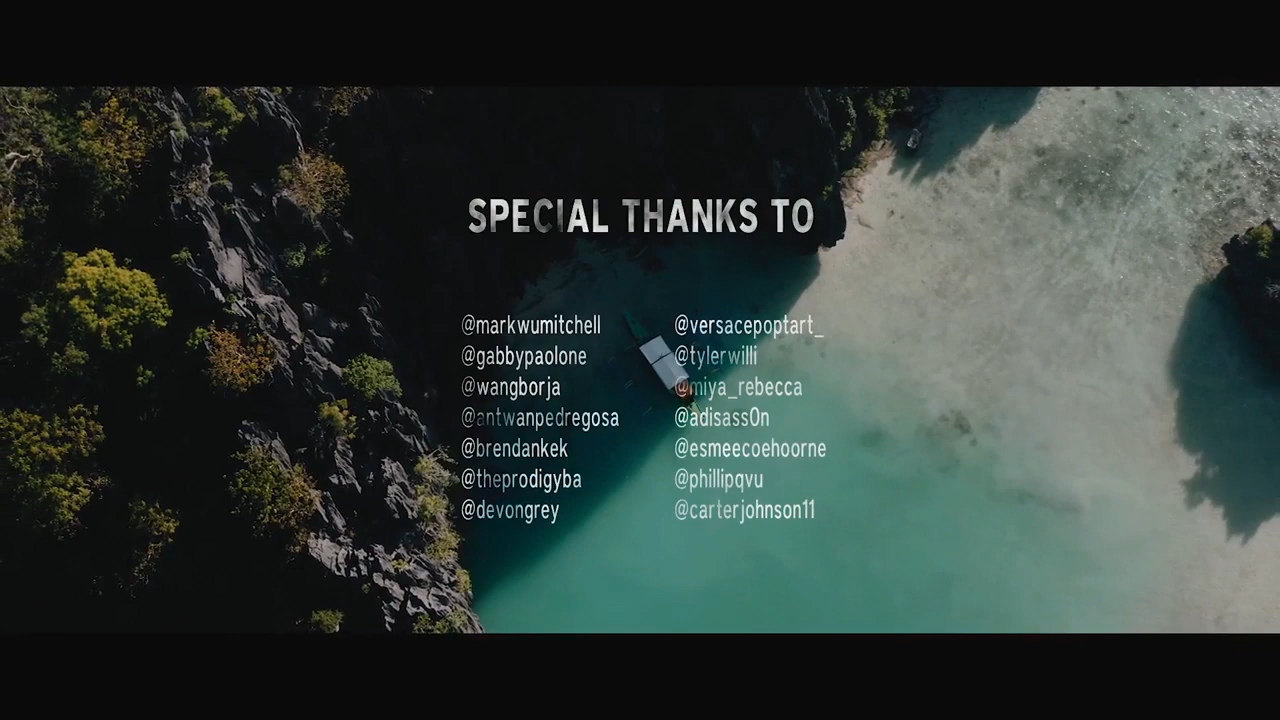 SPECIAL THANKS TO
@markwumitchell
@gabbypaolone
@wangborja
@antwanpedregosa
@brendankek
@theprodigyba
@devongrey
@versacepoptart_
@tylerwilli
@miya_rebecca
@adisass0n
@esmeecoehoorne
@phillipqvu
@carterjohnson11